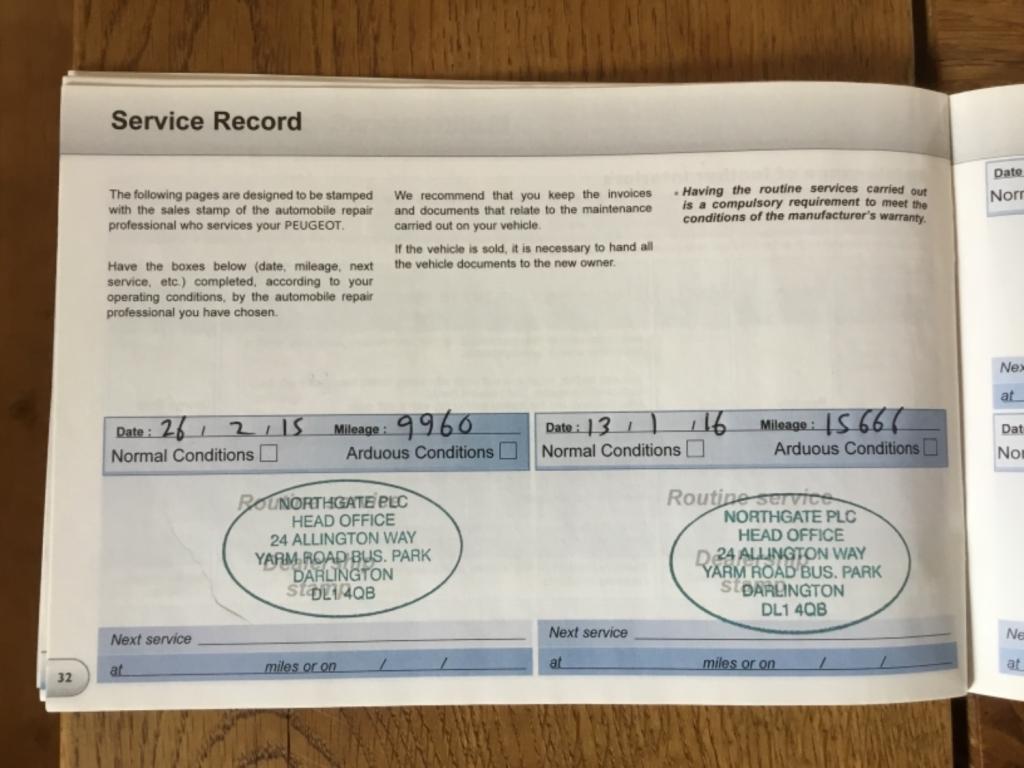 Service Record
The following pages are designed to be stamped
with the sales stamp of the automobile repair
professional who services your PEUGEOT.
Have the boxes below (date, mileage, next
service, etc.) completed, according to your
operating conditions, by the automobile repair
professional you have chosen.
We recommend that you keep the invoices
and documents that relate to the maintenance
carried out on your vehicle.
If the vehicle is sold, it is necessary to hand all
the vehicle documents to the new owner.
Having the routine services carried out
is a compulsory requirement to meet the
conditions of the manufacturer's warranty.
Date : 26 / 2 / 15 Mileage : 9960
Normal Conditions Arduous Conditions
Routine service
Dealership
stamp
NORTHGATE PLC
HEAD OFFICE
24 ALLINGTON WAY
YARM ROAD BUS. PARK
DARLINGTON
DL1 4QB
Next service
at miles or on / /
Date : 13 / 1 / 16 Mileage : 15666
Normal Conditions Arduous Conditions
Routine service
Dealership
stamp
NORTHGATE PLC
HEAD OFFICE
24 ALLINGTON WAY
YARM ROAD BUS. PARK
DARLINGTON
DL1 4QB
Next service
at miles or on / /
32
Date
at
at